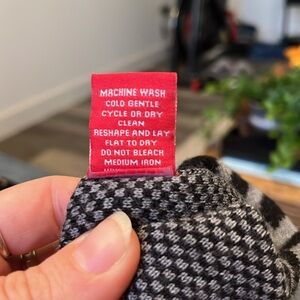 MACHINE WASH
COLD GENTLE
CYCLE OR DRY
CLEAN
RESHAPE AND LAY
FLAT TO DRY
DO NOT BLEACH
MEDIUM IRON